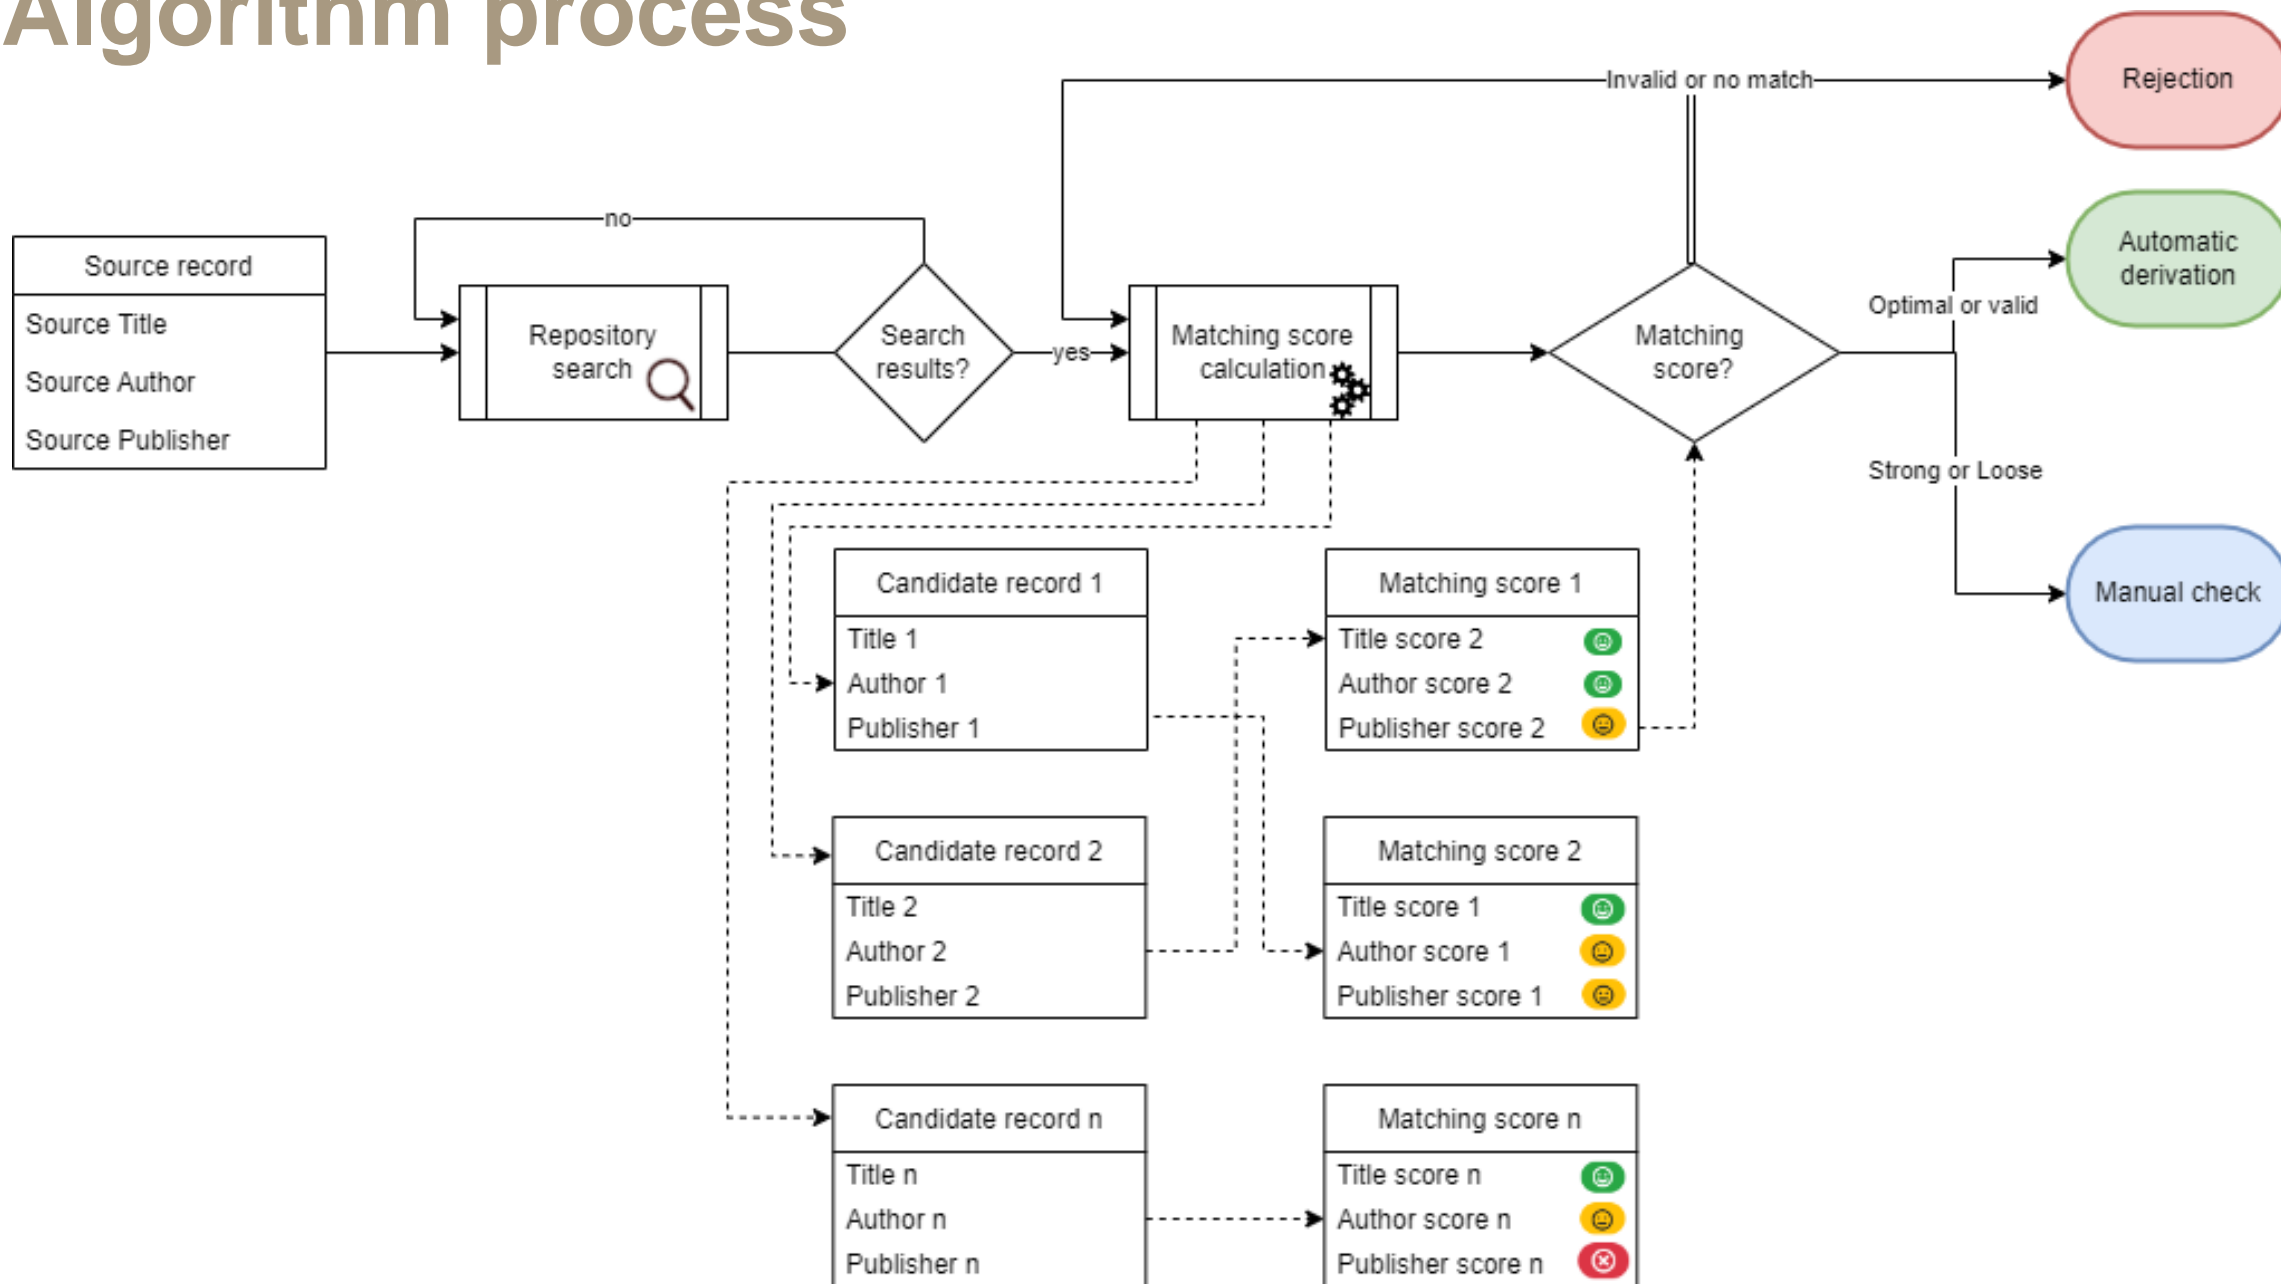 Algorithm process
Invalid or no match
Rejection
no
Source record
Source Title
Source Author
Source Publisher
Repository
search
Search
results?
yes
Matching score
calculation
Matching
score?
Automatic
derivation
Optimal or valid
Strong or Loose
Manual check
Candidate record 1
Title 1
Author 1
Publisher 1
Matching score 1
Title score 2
Author score 2
Publisher score 2
Candidate record 2
Title 2
Author 2
Publisher 2
Matching score 2
Title score 1
Author score 1
Publisher score 1
Candidate record n
Title n
Author n
Publisher n
Matching score n
Title score n
Author score n
Publisher score n